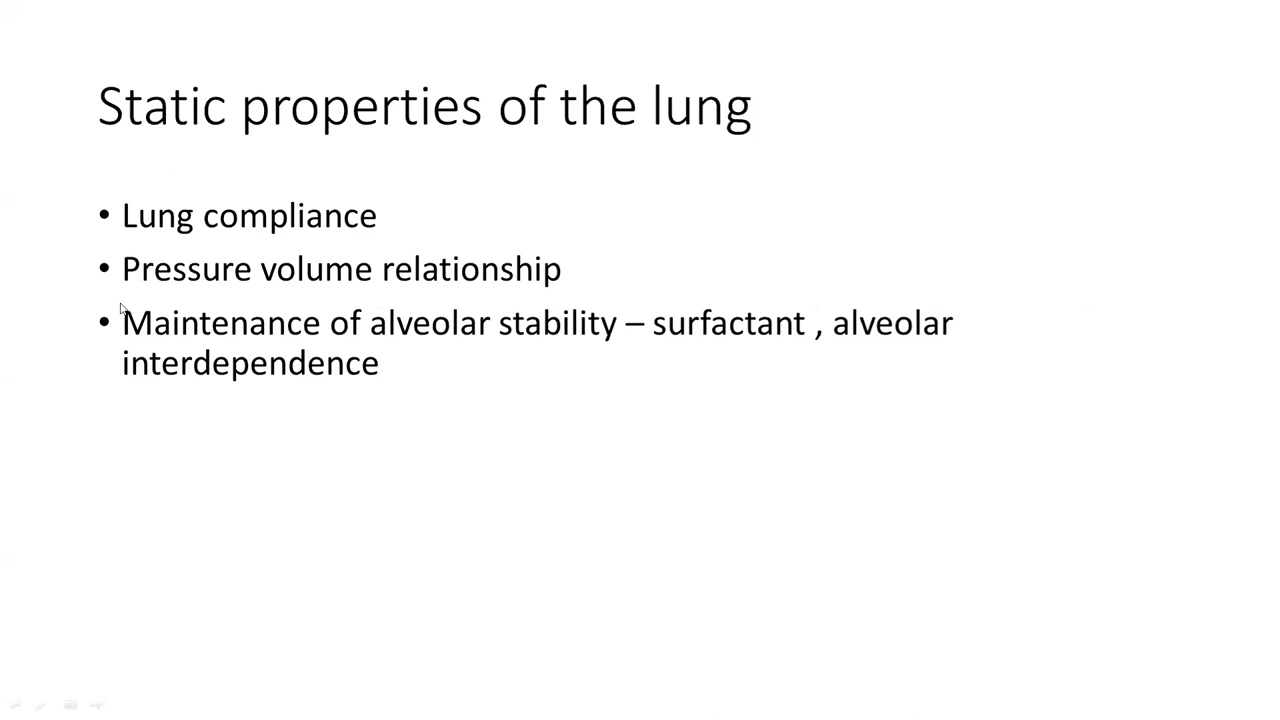 Static properties of the lung
• Lung compliance
• Pressure volume relationship
• Maintenance of alveolar stability – surfactant , alveolar
interdependence